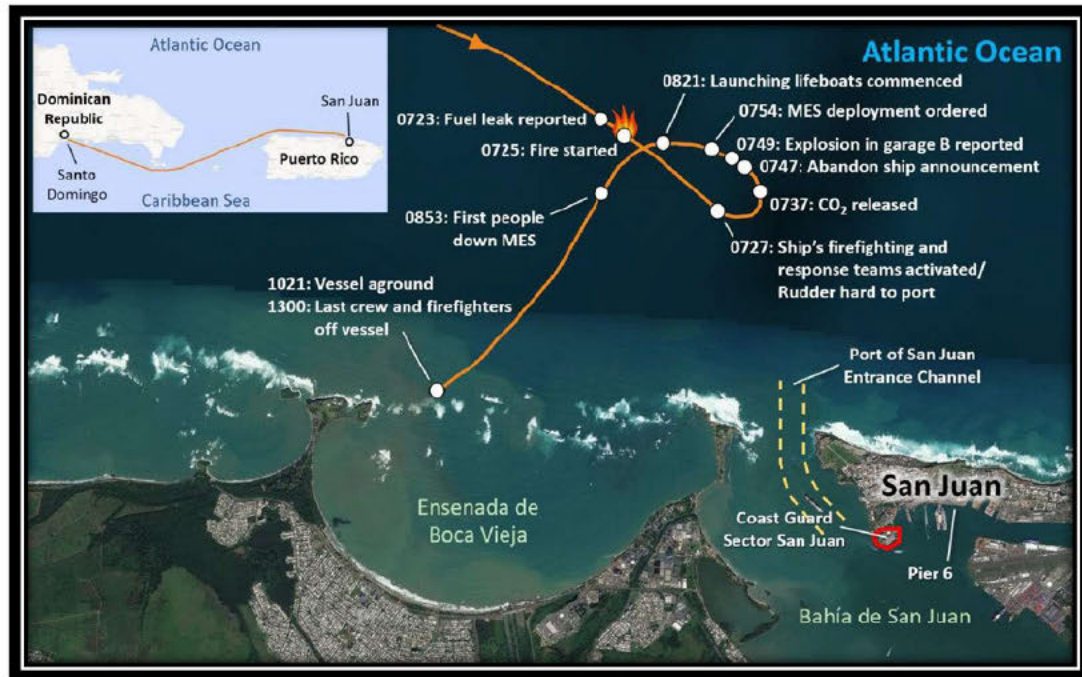 Atlantic Ocean
Dominican
Republic
San Juan
Puerto Rico
Santo
Domingo
Caribbean Sea
Atlantic Ocean
0821: Launching lifeboats commenced
0754: MES deployment ordered
0723: Fuel leak reported
0749: Explosion in garage B reported
0725: Fire started
0747: Abandon ship announcement
0737: CO₂ released
0853: First people
down MES
0727: Ship's firefighting and
response teams activated/
Rudder hard to port
1021: Vessel aground
1300: Last crew and firefighters
off vessel
Port of San Juan
Entrance Channel
San Juan
Ensenada de
Boca Vieja
Coast Guard
Sector San Juan
Pier 6
Bahía de San Juan